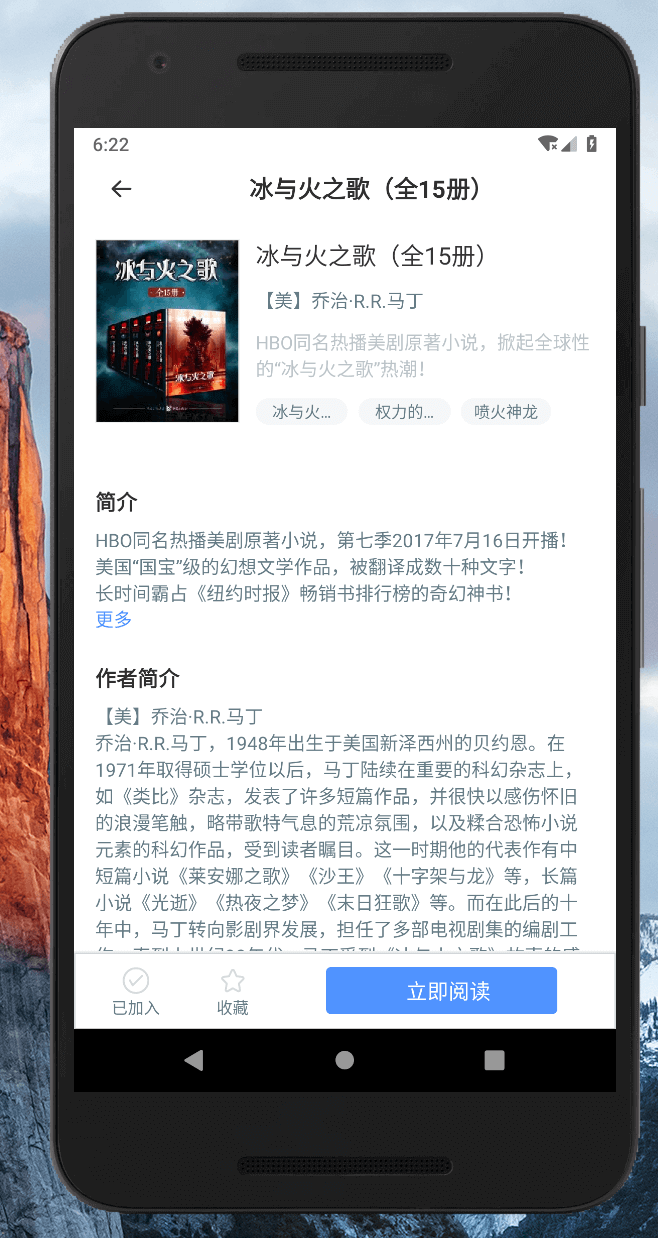 6:22
冰与火之歌（全15册）
冰与火之歌
全15册
冰与火之歌
冰与火之歌（全15册）
【美】乔治·R.R.马丁
HBO同名热播美剧原著小说，掀起全球性
的“冰与火之歌”热潮！
冰与火...
权力的...
喷火神龙
简介
HBO同名热播美剧原著小说，第七季2017年7月16日开播！
美国“国宝”级的幻想文学作品，被翻译成数十种文字！
长时间霸占《纽约时报》畅销书排行榜的奇幻神书！
更多
作者简介
【美】乔治·R.R.马丁
乔治·R.R.马丁，1948年出生于美国新泽西州的贝约恩。在
1971年取得硕士学位以后，马丁陆续在重要的科幻杂志上，
如《类比》杂志，发表了许多短篇作品，并很快以感伤怀旧
的浪漫笔触，略带歌特气息的荒凉氛围，以及糅合恐怖小说
元素的科幻作品，受到读者瞩目。这一时期他的代表作有中
短篇小说《莱安娜之歌》《沙王》《十字架与龙》等，长篇
小说《光逝》《热夜之梦》《末日狂歌》等。而在此后的十
年中，马丁转向影剧界发展，担任了多部电视剧集的编剧工
已加入
收藏
立即阅读